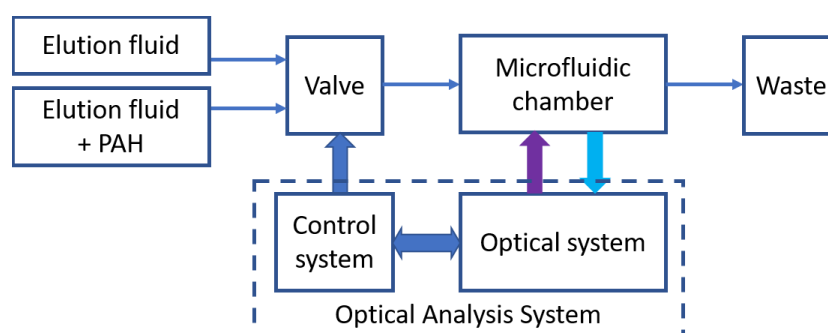 Elution fluid
Elution fluid
+ PAH
Valve
Microfluidic
chamber
Waste
Control
system
Optical system
Optical Analysis System